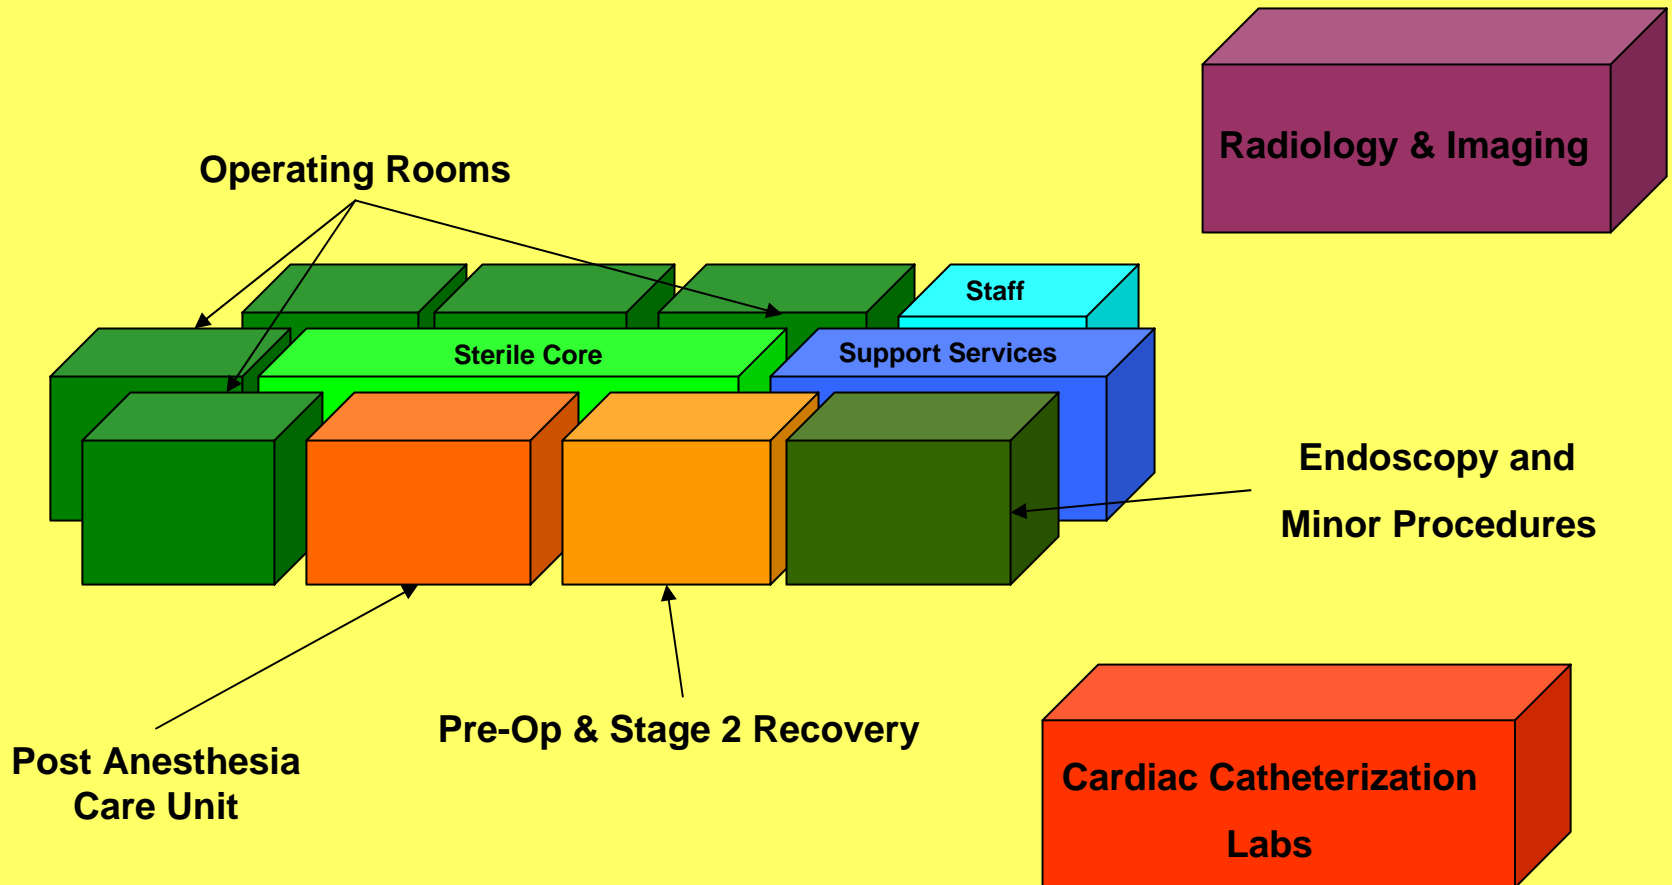 Radiology & Imaging
Operating Rooms
Staff
Sterile Core
Support Services
Endoscopy and
Minor Procedures
Pre-Op & Stage 2 Recovery
Post Anesthesia
Care Unit
Cardiac Catheterization
Labs